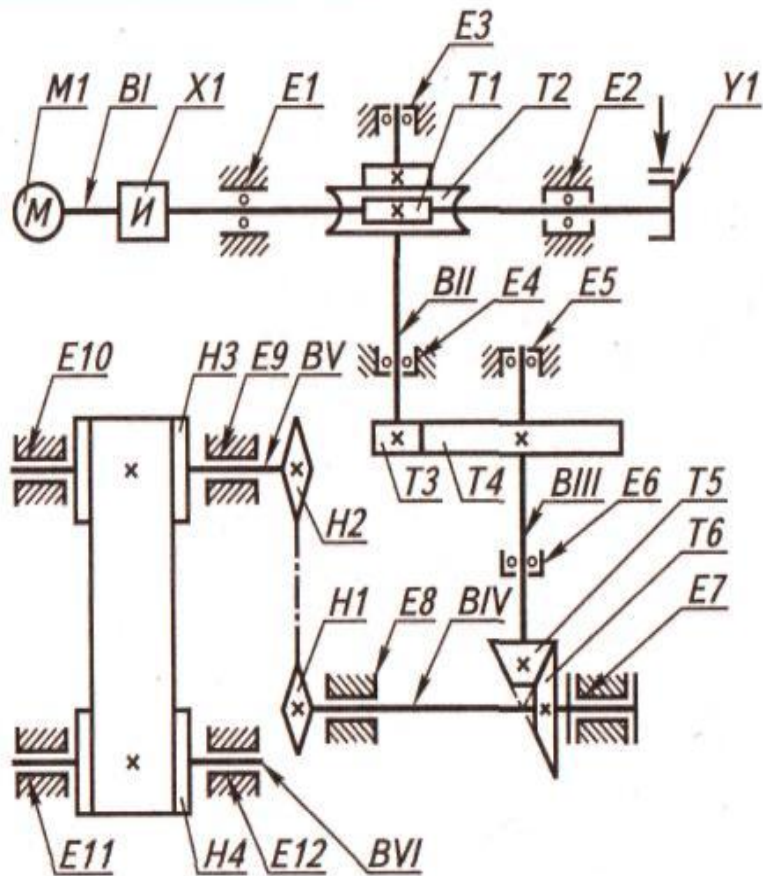 E3
M1 BI X1 E1 T1 T2 E2 Y1
М И
BII E4 E5
E10 H3 E9 BV
T3 T4 BIII E6 T5
H2 T6
H1 E8 BIV E7
E11 H4 E12 BVI